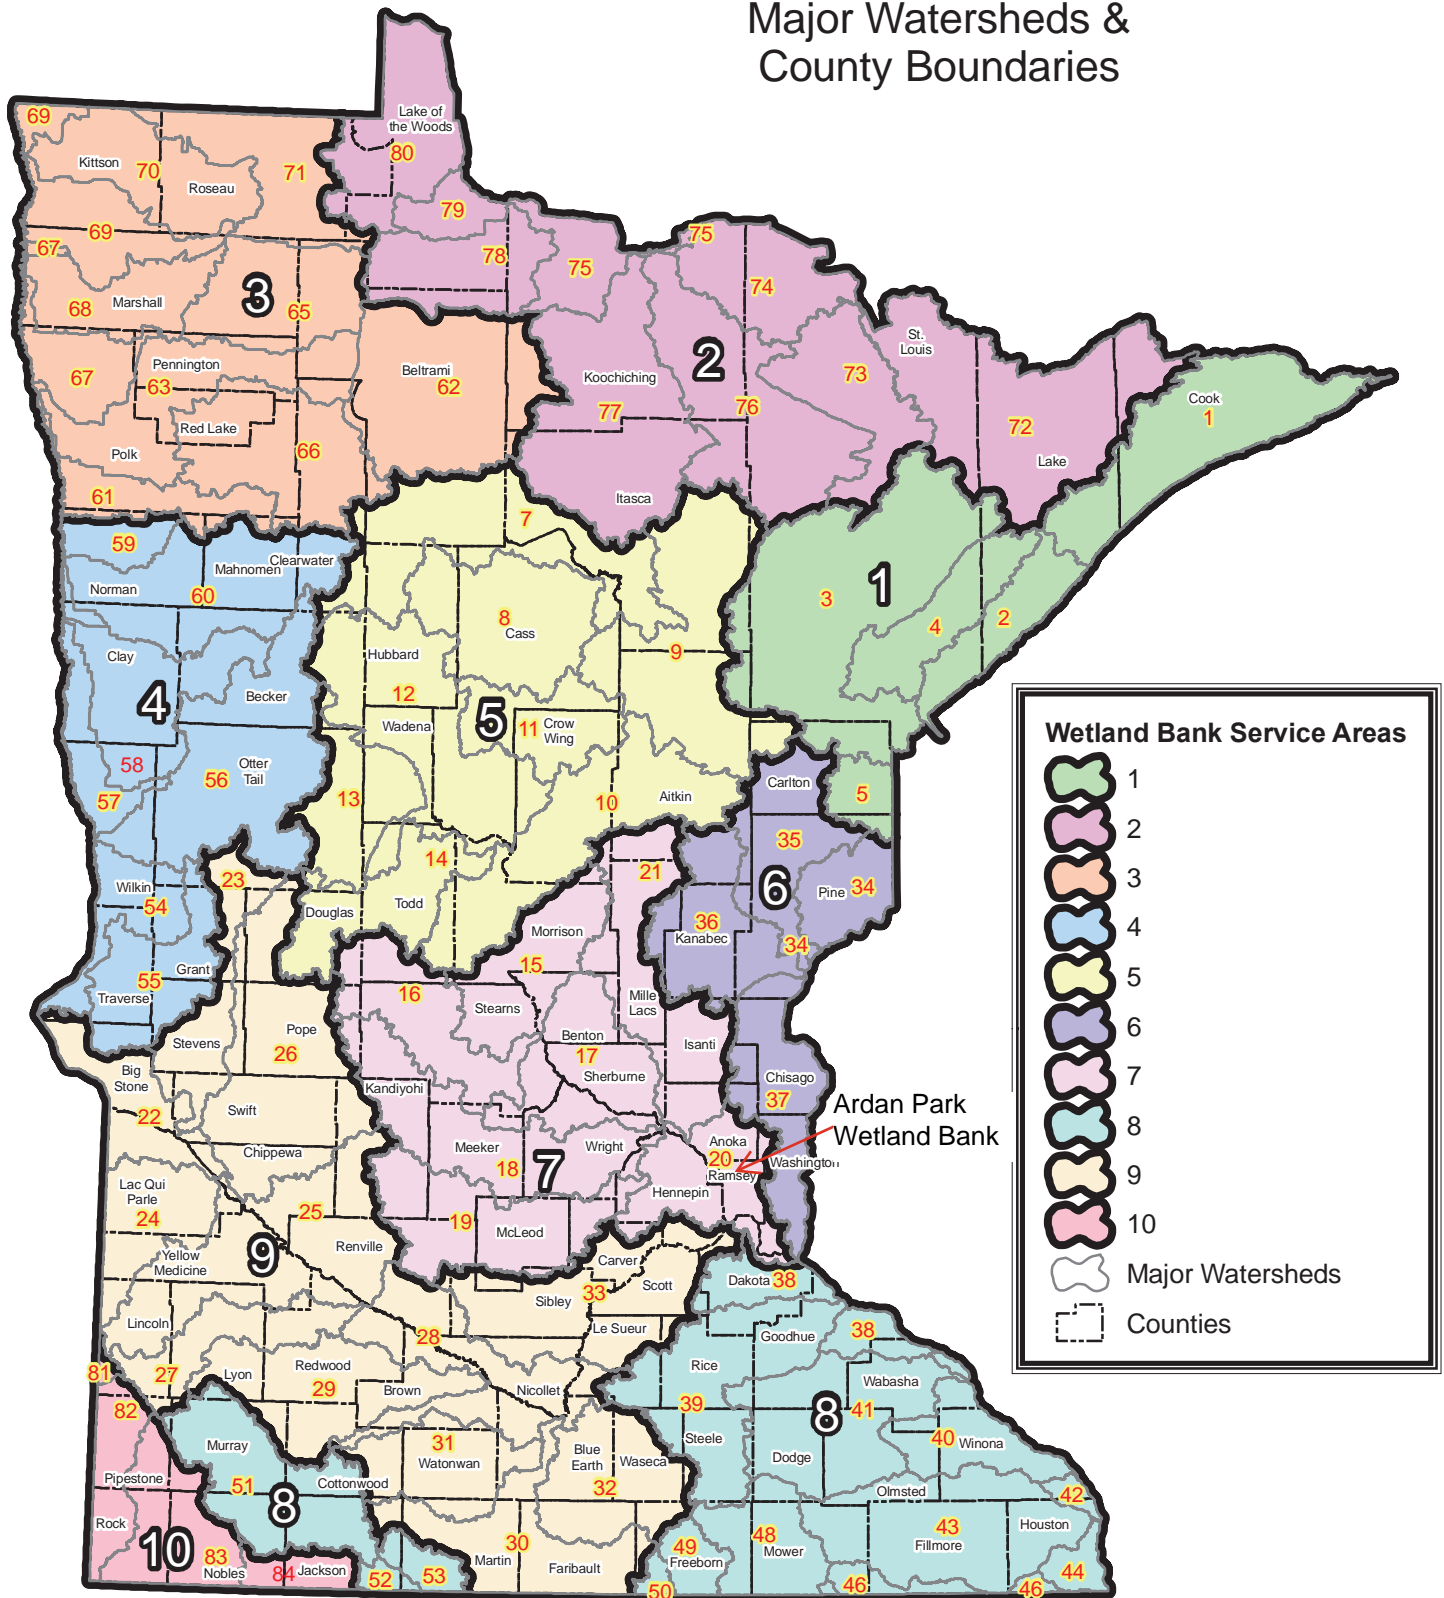 Major Watersheds &
County Boundaries
Lake of
the Woods
69
80
Kittson
70
71
Roseau
79
69
75
67
78
75
74
3
68
Marshall
65
St.
Louis
2
Pennington
Beltrami
73
67
63
62
Koochiching
Cook
77
76
1
Red Lake
72
Polk
66
Lake
61
Itasca
7
59
Clearwater
Mahnomen
Norman
60
1
3
8
Cass
2
4
Clay
Hubbard
9
12
Becker
4
5
Wadena
11
Crow
Wing
58
Otter
Tail
56
57
13
10
Aitkin
Carlton
5
35
14
21
23
Wilkin
6
Pine
34
54
Todd
Douglas
36
Kanabec
Morrison
34
15
Grant
55
Traverse
16
Mille
Lacs
Stearns
Pope
Benton
Stevens
Isanti
26
17
Big
Stone
Sherburne
Chisago
Kandiyohi
37
Ardan Park
Wetland Bank
Swift
22
Anoka
Meeker
Wright
Chippewa
20
Washington
18
7
Ramsey
Lac Qui
Parle
Hennepin
24
25
19
McLeod
Renville
9
Yellow
Medicine
Carver
Dakota
38
Scott
33
Sibley
Lincoln
Le Sueur
38
28
Goodhue
81
27
Lyon
Redwood
29
Rice
Wabasha
Brown
Nicollet
82
39
8
41
Murray
31
Steele
40
Winona
Blue
Earth
Watonwan
Waseca
Dodge
Pipestone
51
Cottonwood
32
Olmsted
42
8
Rock
43
Houston
48
10
30
49
Mower
Fillmore
83
Martin
Freeborn
Nobles
84
Jackson
Faribault
44
52
53
46
46
50
Wetland Bank Service Areas
1
2
3
4
5
6
7
8
9
10
Major Watersheds
Counties